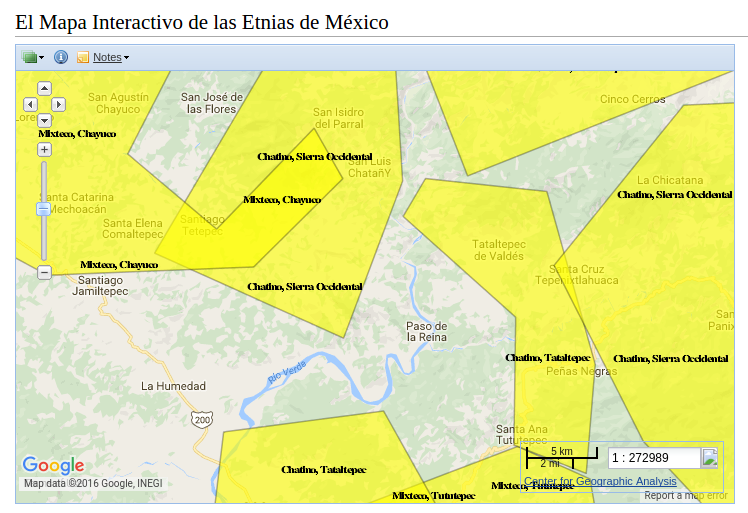 El Mapa Interactivo de las Etnias de México
Notes
San Agustín
Chayuco
San José de
las Flores
Cinco Cerros
San Isidro
del Parral
Mixteco, Chayuco
Chatino, Sierra Occidental
San Luis
ChatañY
La Chicatana
Chatino, Sierra Occidental
Santa Catarina
Mechoacán
Mixteco, Chayuco
Santa Elena
Comaltepec
Santiago
Tetepec
Tataltepec
de Valdés
Mixteco, Chayuco
Santa Cruz
Tepenixtlahuaca
Santiago
Jamiltepec
Chatino, Sierra Occidental
San
Panix
Paso de
la Reina
Chatino, Tataltepec
Chatino, Sierra Occidental
Peñas Negras
Río Verde
La Humedad
200
Santa Ana
Tututepec
5 km
2 mi
1 : 272989
Google
Chatino, Tataltepec
Map data ©2016 Google, INEGI
Mixteco, Tututepec
Mixteco, Tututepec
Center for Geographic Analysis
Report a map error